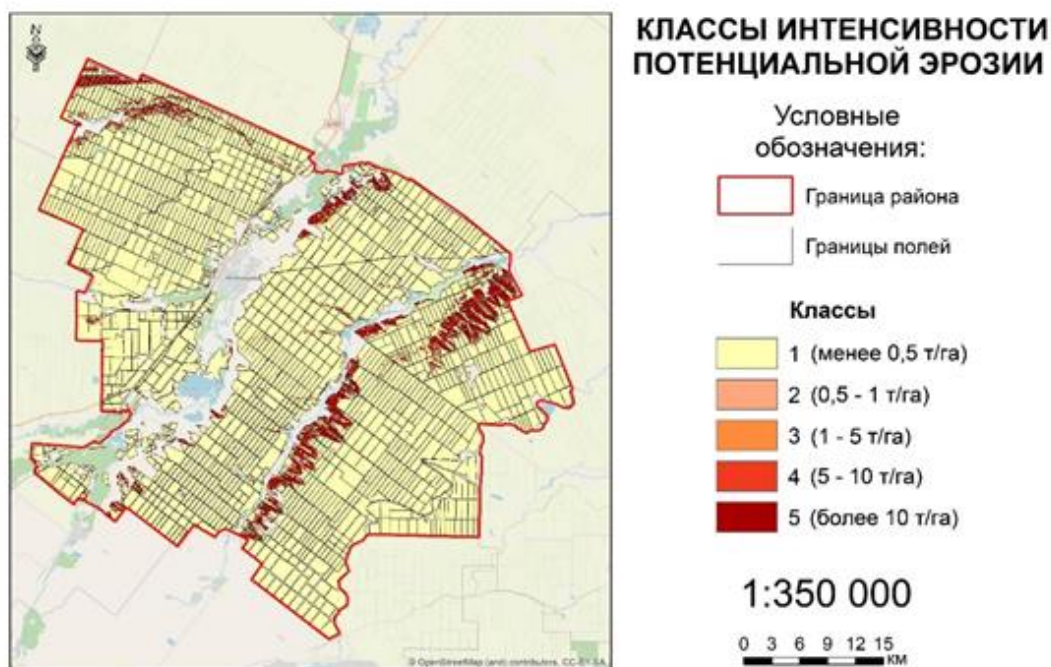 КЛАССЫ ИНТЕНСИВНОСТИ
ПОТЕНЦИАЛЬНОЙ ЭРОЗИИ
Условные
обозначения:
Граница района
Границы полей
Классы
1 (менее 0,5 т/га)
2 (0,5 - 1 т/га)
3 (1 - 5 т/га)
4 (5 - 10 т/га)
5 (более 10 т/га)
1:350 000
0 3 6 9 12 15
км
N
© OpenStreetMap (and) contributors, CC-BY-SA